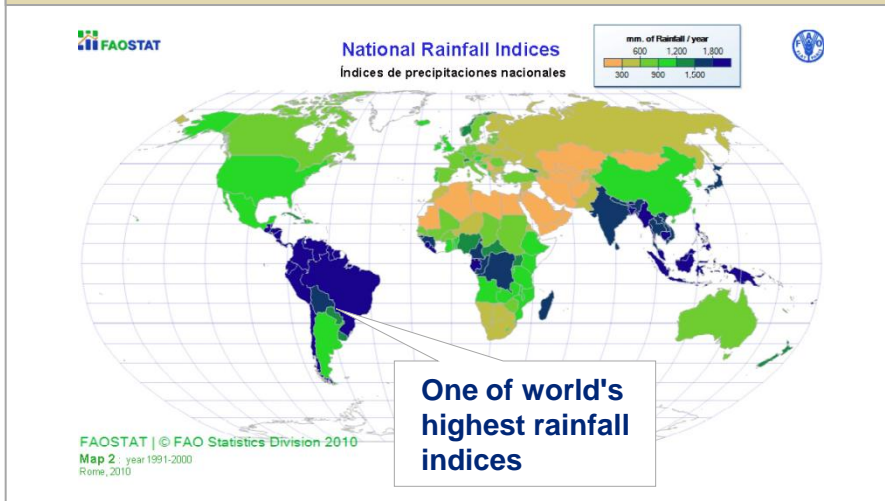 FAOSTAT
National Rainfall Indices
Índices de precipitaciones nacionales
mm. of Rainfall / year
600 1,200 1,800
300 900 1,500
FAO
One of world's
highest rainfall
indices
FAOSTAT | © FAO Statistics Division 2010
Map 2 : year 1991-2000
Rome, 2010